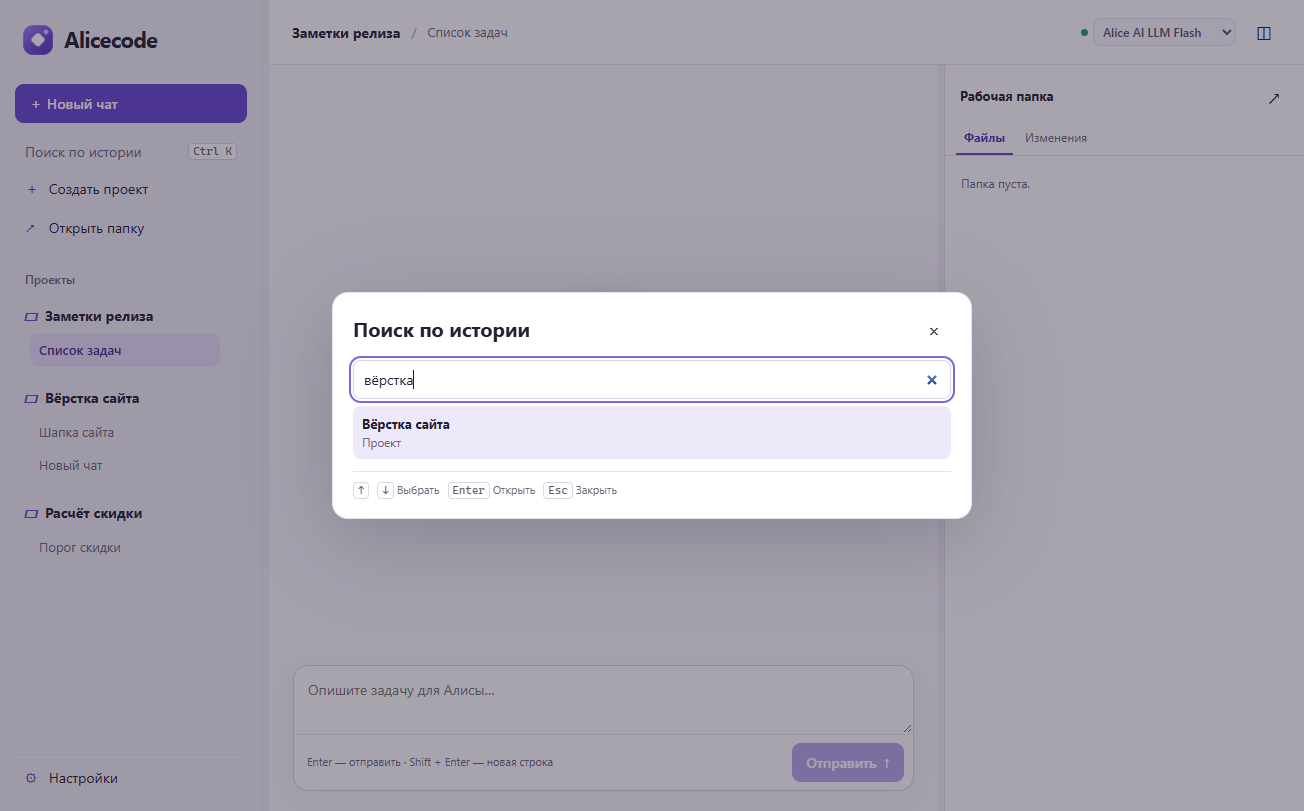 Alicecode
+ Новый чат
Поиск по истории Ctrl K
+ Создать проект
↗ Открыть папку
Проекты
Заметки релиза
Список задач
Вёрстка сайта
Шапка сайта
Новый чат
Расчёт скидки
Порог скидки
Настройки
Заметки релиза / Список задач
Alice AI LLM Flash
Рабочая папка ↗
Файлы Изменения
Папка пуста.
Поиск по истории ×
вёрстка
Вёрстка сайта
Проект
↑ ↓ Выбрать Enter Открыть Esc Закрыть
Опишите задачу для Алисы...
Enter — отправить · Shift + Enter — новая строка
Отправить ↑